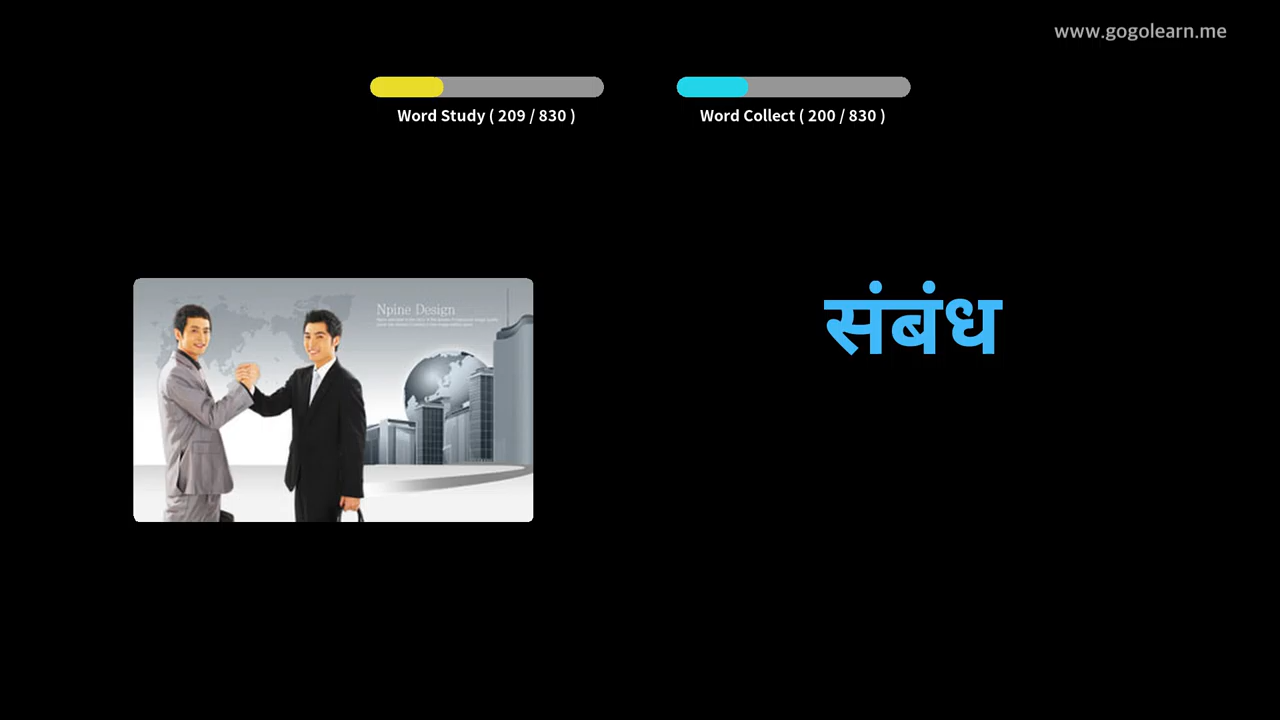 www.gogolearn.me
Word Study ( 209 / 830 )
Word Collect ( 200 / 830 )
Npine Design
संबंध